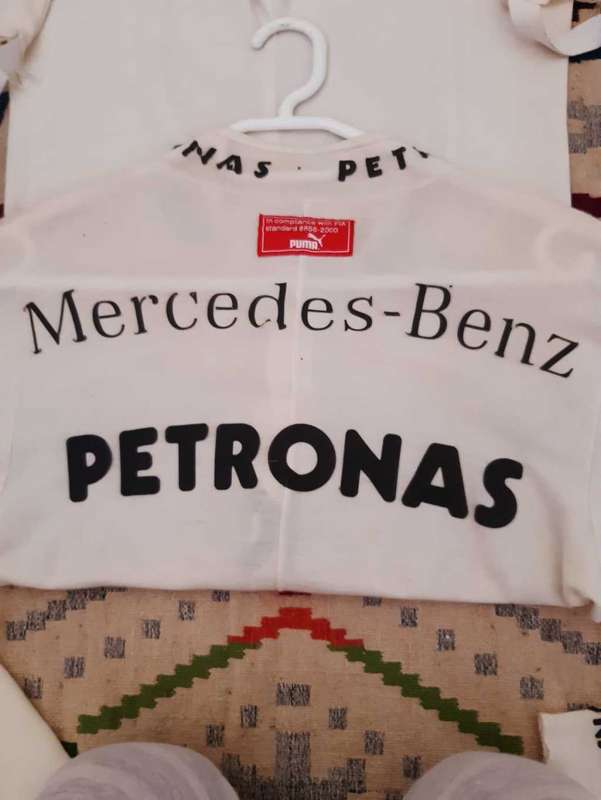 NAS · PET
In compliance with FIA
standard 8856-2000
PUMA
Mercedes-Benz
PETRONAS